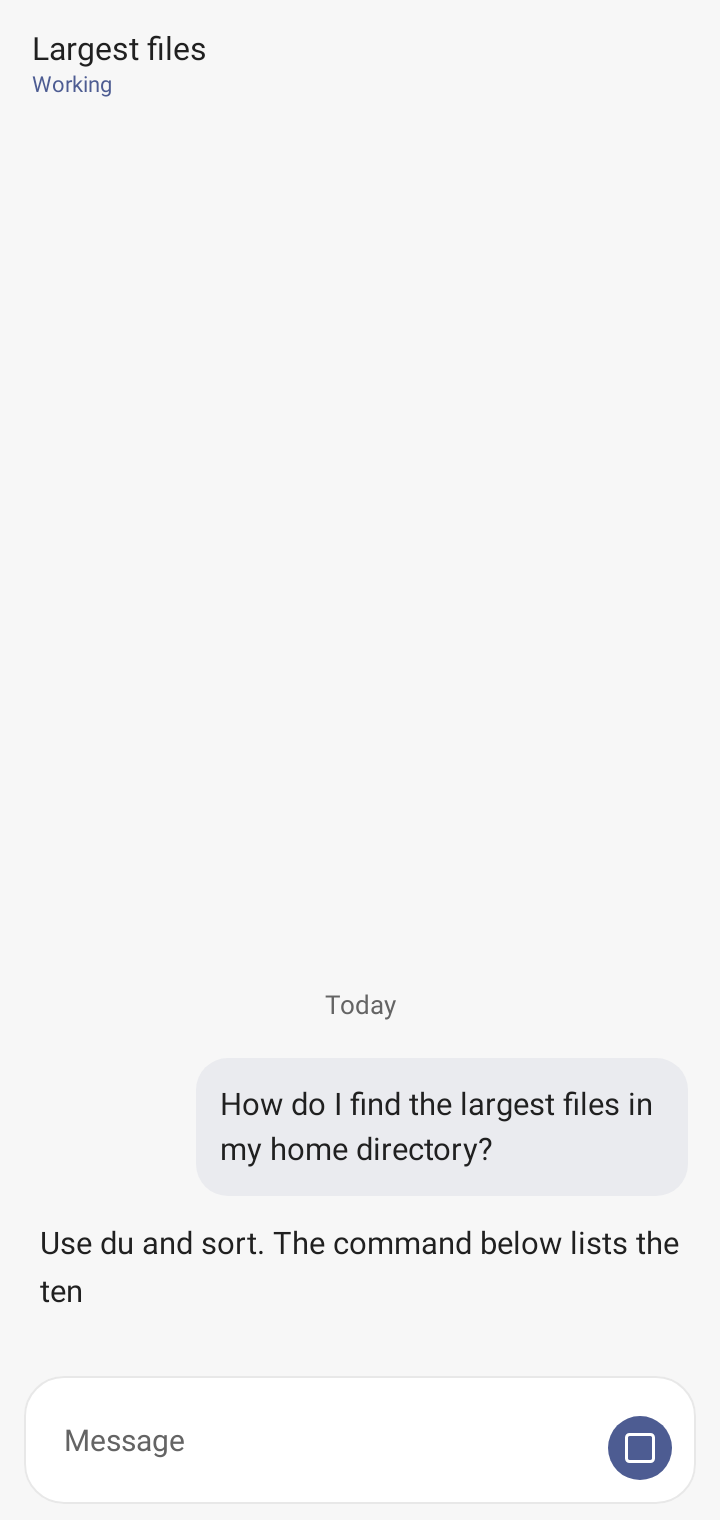 Largest files
Working
Today
How do I find the largest files in
my home directory?
Use du and sort. The command below lists the
ten
Message